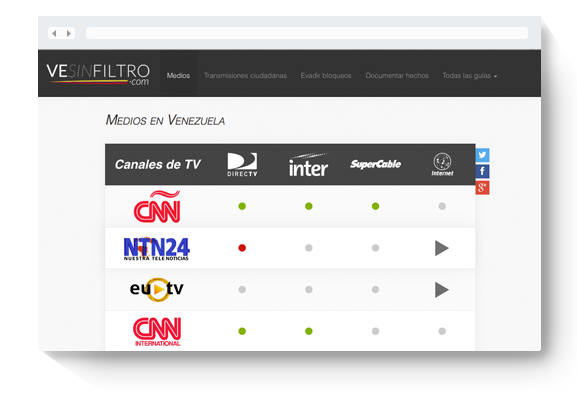 VESINFILTRO
.com
Medios Transmisiones ciudadanas Evadir bloqueos Documentar hechos Todas las guías
MEDIOS EN VENEZUELA
Canales de TV DIRECTV inter SuperCable Internet
CÑN
NTN24
NUESTRA TELE NOTICIAS
eu tv
CNN
INTERNATIONAL
f
g+